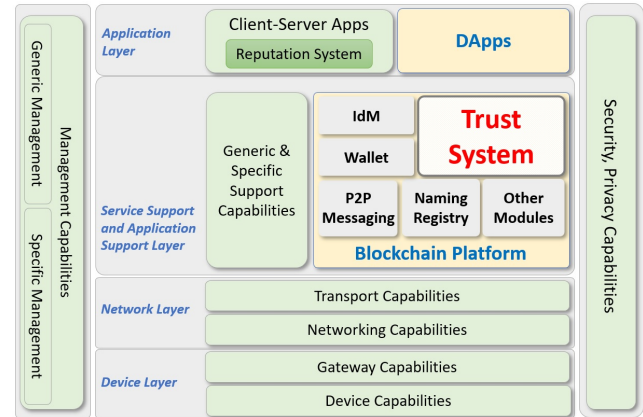 Generic Management
Specific Management
Management Capabilities
Application
Layer
Client-Server Apps
Reputation System
DApps
Service Support
and Application
Support Layer
Generic &
Specific
Support
Capabilities
IdM
Wallet
Trust
System
P2P
Messaging
Naming
Registry
Other
Modules
Blockchain Platform
Network Layer
Transport Capabilities
Networking Capabilities
Device Layer
Gateway Capabilities
Device Capabilities
Security, Privacy Capabilities